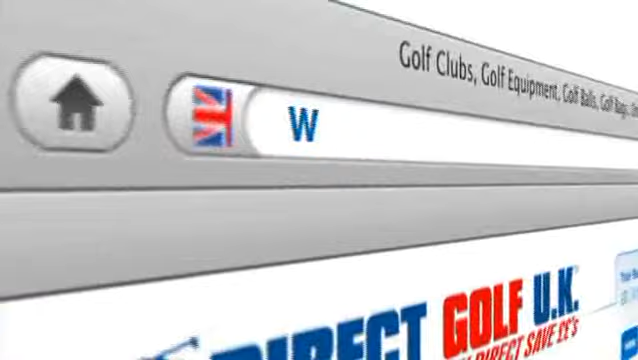 Golf Clubs, Golf Equipment, Golf Balls, Golf Bags,
W
DIRECT GOLF U.K.
DIRECT SAVE ££'s